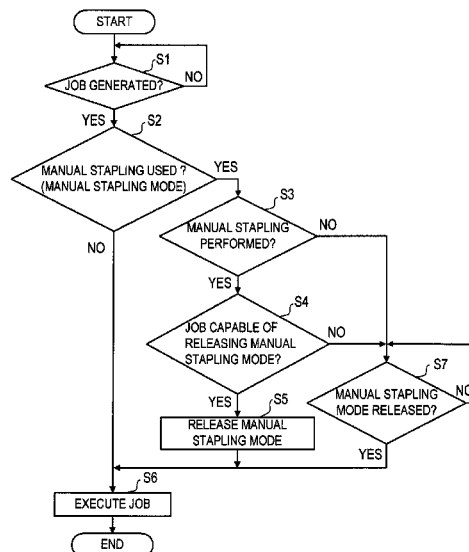 START
S1
JOB GENERATED?
NO
YES
S2
MANUAL STAPLING USED ?
(MANUAL STAPLING MODE)
YES
NO
S3
MANUAL STAPLING
PERFORMED?
NO
YES
S4
JOB CAPABLE OF
RELEASING MANUAL
STAPLING MODE?
NO
YES
S7
MANUAL STAPLING
MODE RELEASED?
NO
YES
S5
RELEASE MANUAL
STAPLING MODE
S6
EXECUTE JOB
END